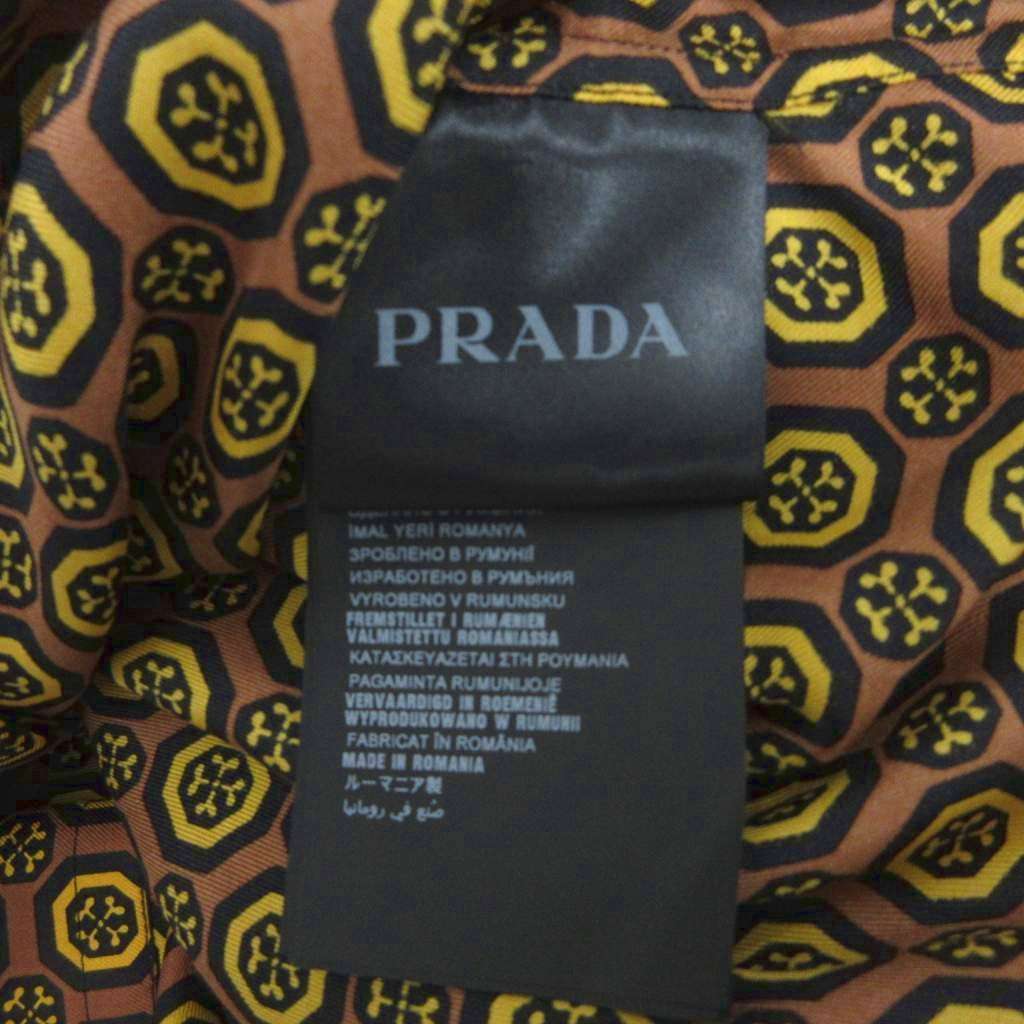 PRADA
İMAL YERİ ROMANYA
ЗРОБЛЕНО В РУМУНІЇ
ИЗРАБОТЕНО В РУМЪНИЯ
VYROBENO V RUMUNSKU
FREMSTILLET I RUMÆNIEN
VALMISTETTU ROMANIASSA
ΚΑΤΑΣΚΕΥΑΖΕΤΑΙ ΣΤΗ ΡΟΥΜΑΝΙΑ
PAGAMINTA RUMUNIJOJE
VERVAARDIGD IN ROEMENIË
WYPRODUKOWANO W RUMUNII
FABRICAT ÎN ROMÂNIA
MADE IN ROMANIA
ルーマニア製
صنع في رومانيا